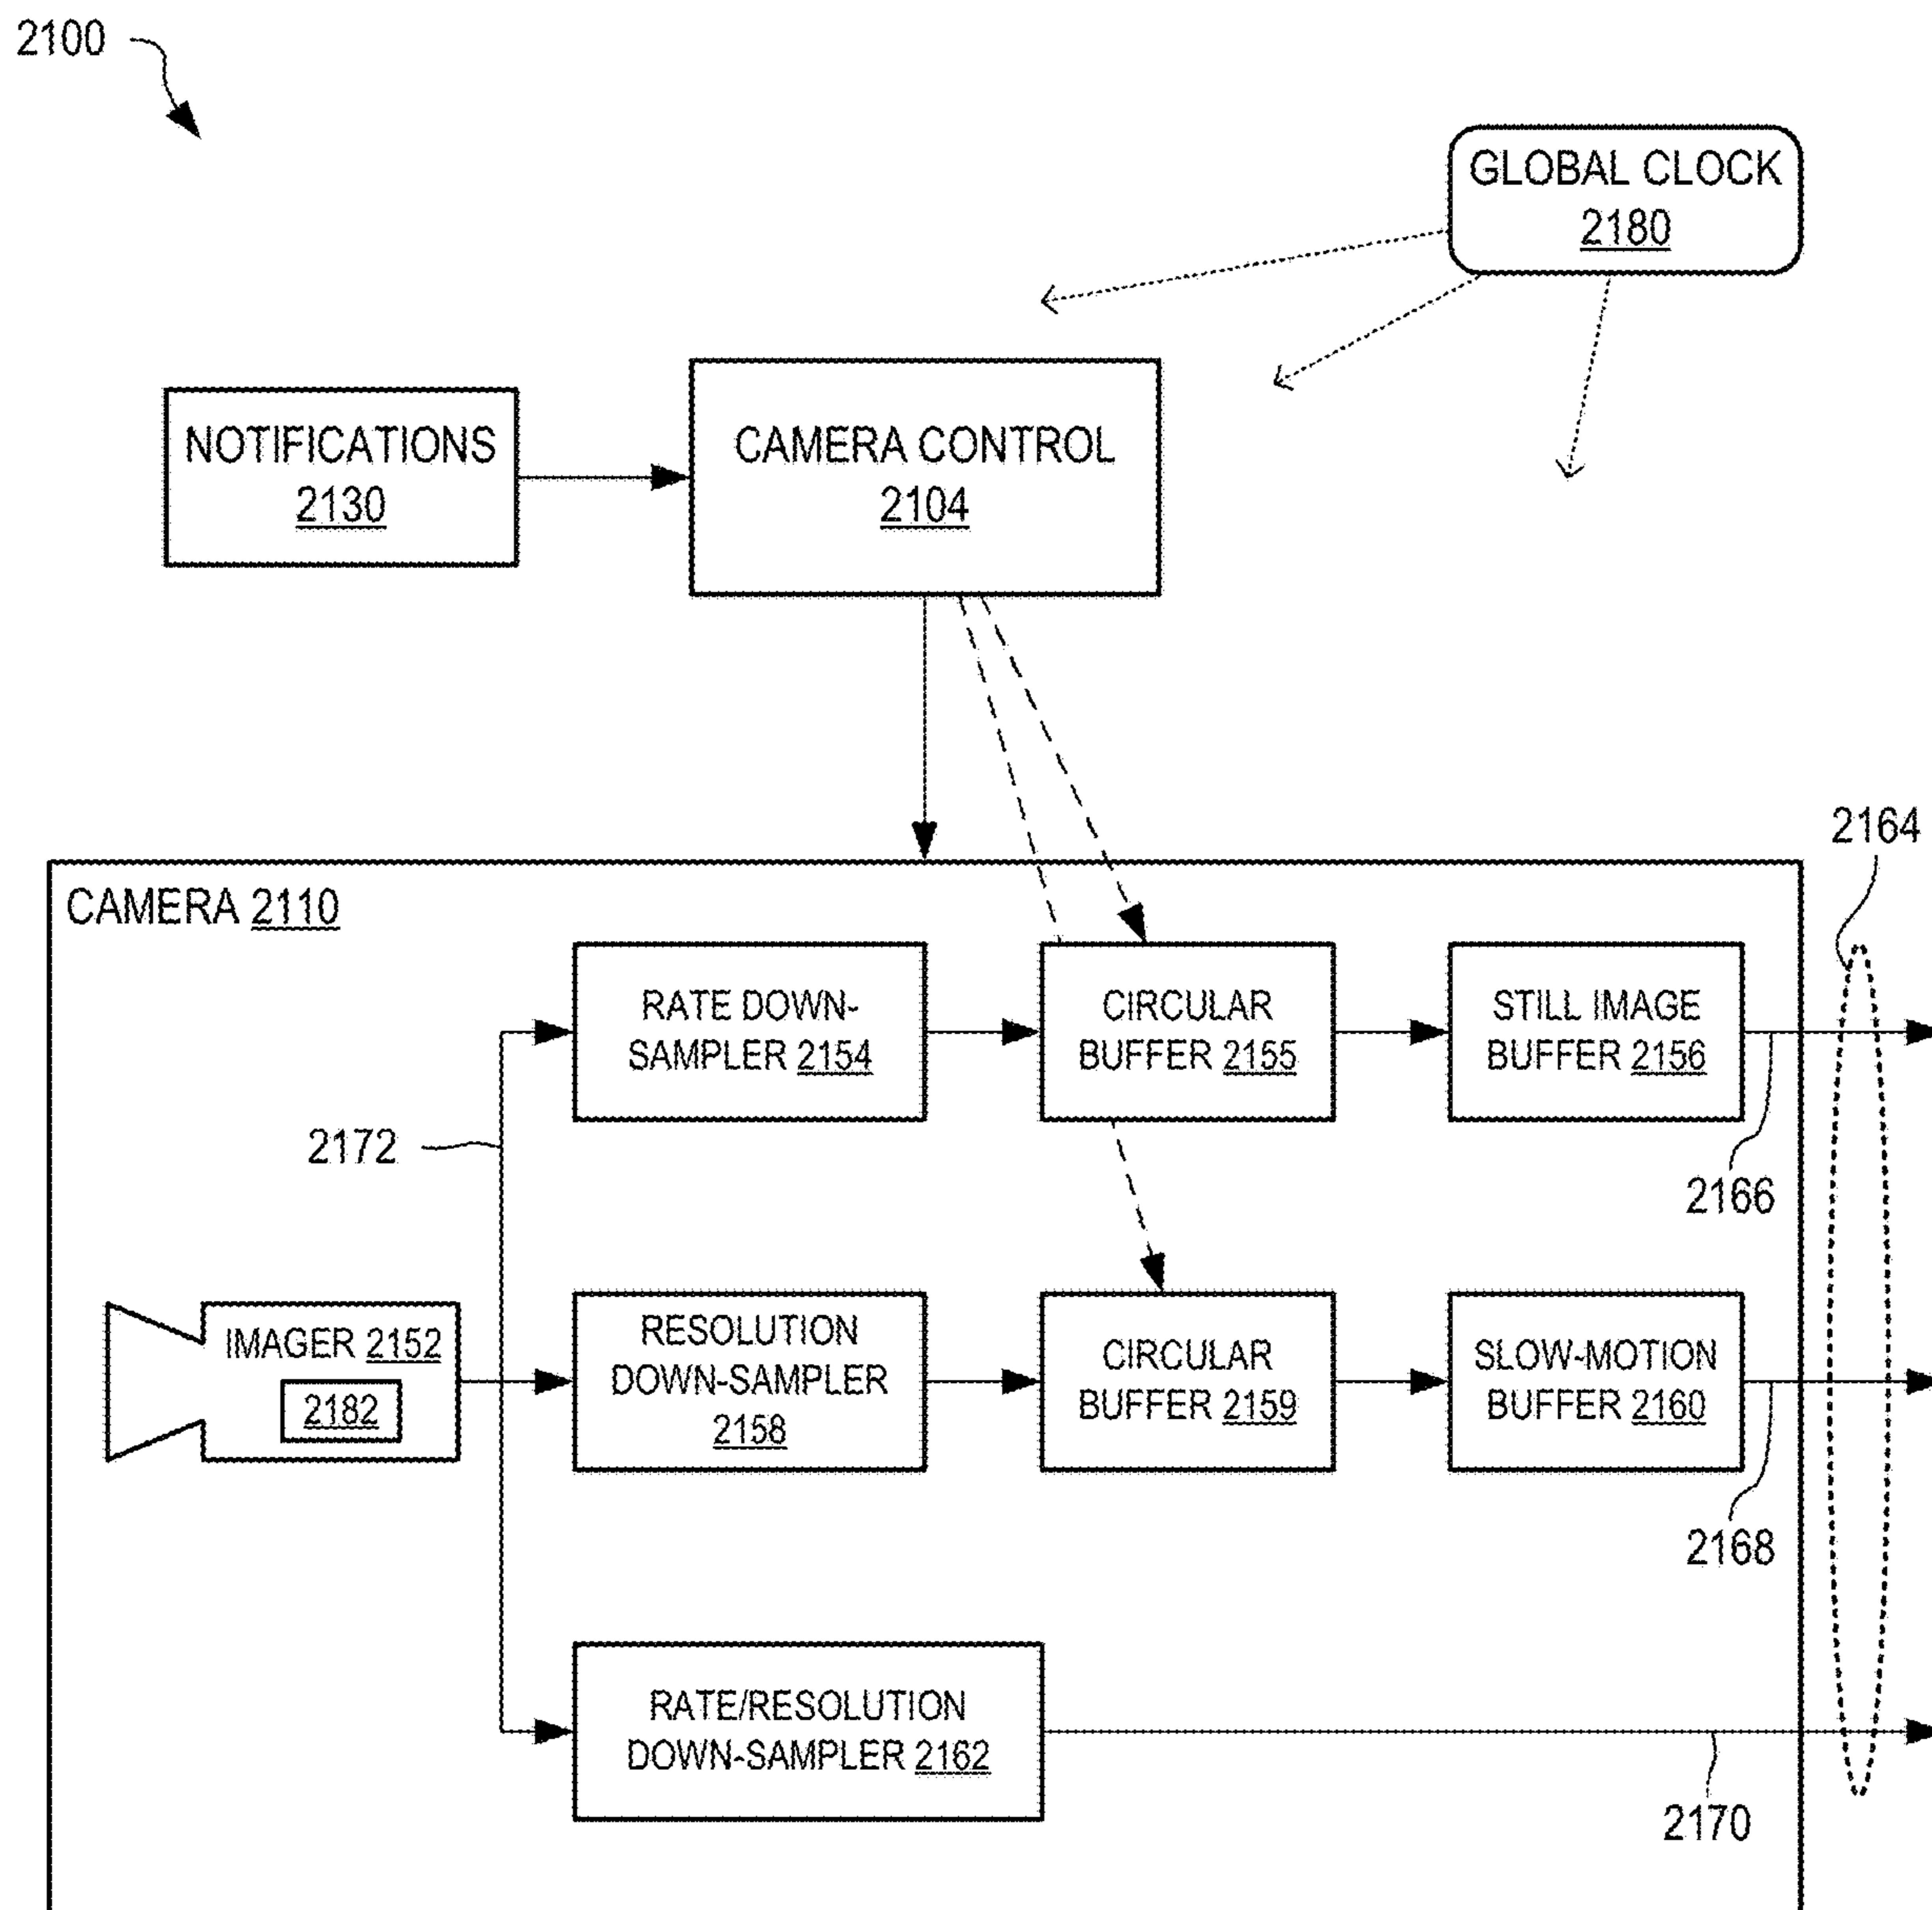 2100
GLOBAL CLOCK
2180
NOTIFICATIONS
2130
CAMERA CONTROL
2104
2164
CAMERA 2110
RATE DOWN-
SAMPLER 2154
CIRCULAR
BUFFER 2155
STILL IMAGE
BUFFER 2156
2172
2166
IMAGER 2152
2182
RESOLUTION
DOWN-SAMPLER
2158
CIRCULAR
BUFFER 2159
SLOW-MOTION
BUFFER 2160
2168
RATE/RESOLUTION
DOWN-SAMPLER 2162
2170